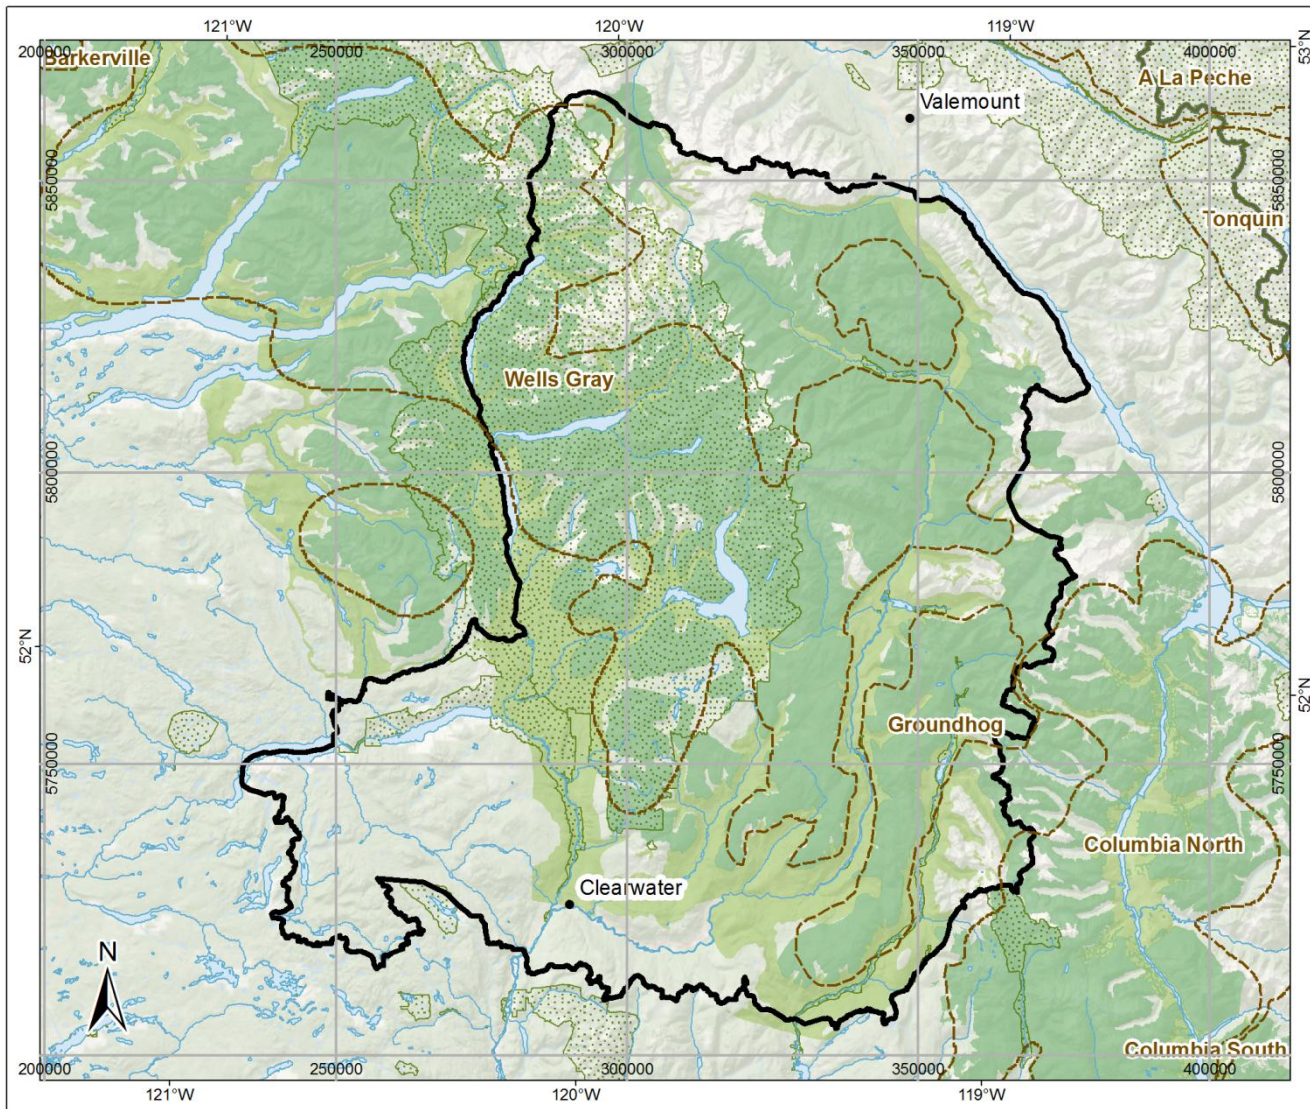 121°W 120°W 119°W
200000 250000 300000 350000 400000 53°N
Barkerville
A La Peche
Valemount
5850000 5850000
Tonquin
Wells Gray
5800000 5800000
52°N
52°N
Groundhog
5750000 5750000
Columbia North
Clearwater
N
Columbia South
200000 250000 300000 350000 400000
121°W 120°W 119°W